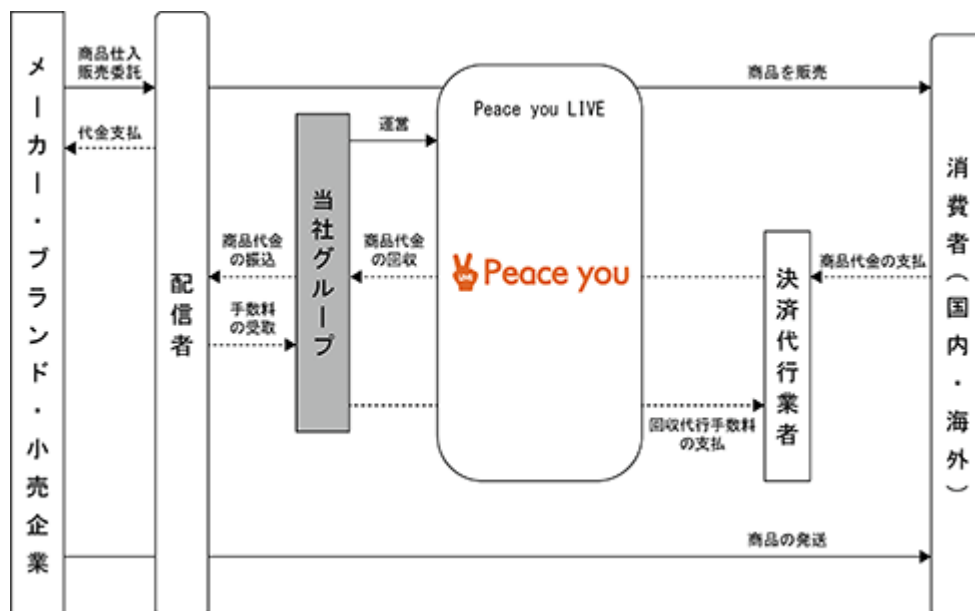 メーカー・ブランド・小売企業
商品仕入
販売委託
代金支払
配信者
商品代金
の振込
手数料
の受取
当社グループ
運営
商品代金
の回収
Peace you LIVE
Peace you
商品を販売
決済代行業者
商品代金の支払
回収代行手数料
の支払
商品の発送
消費者（国内・海外）